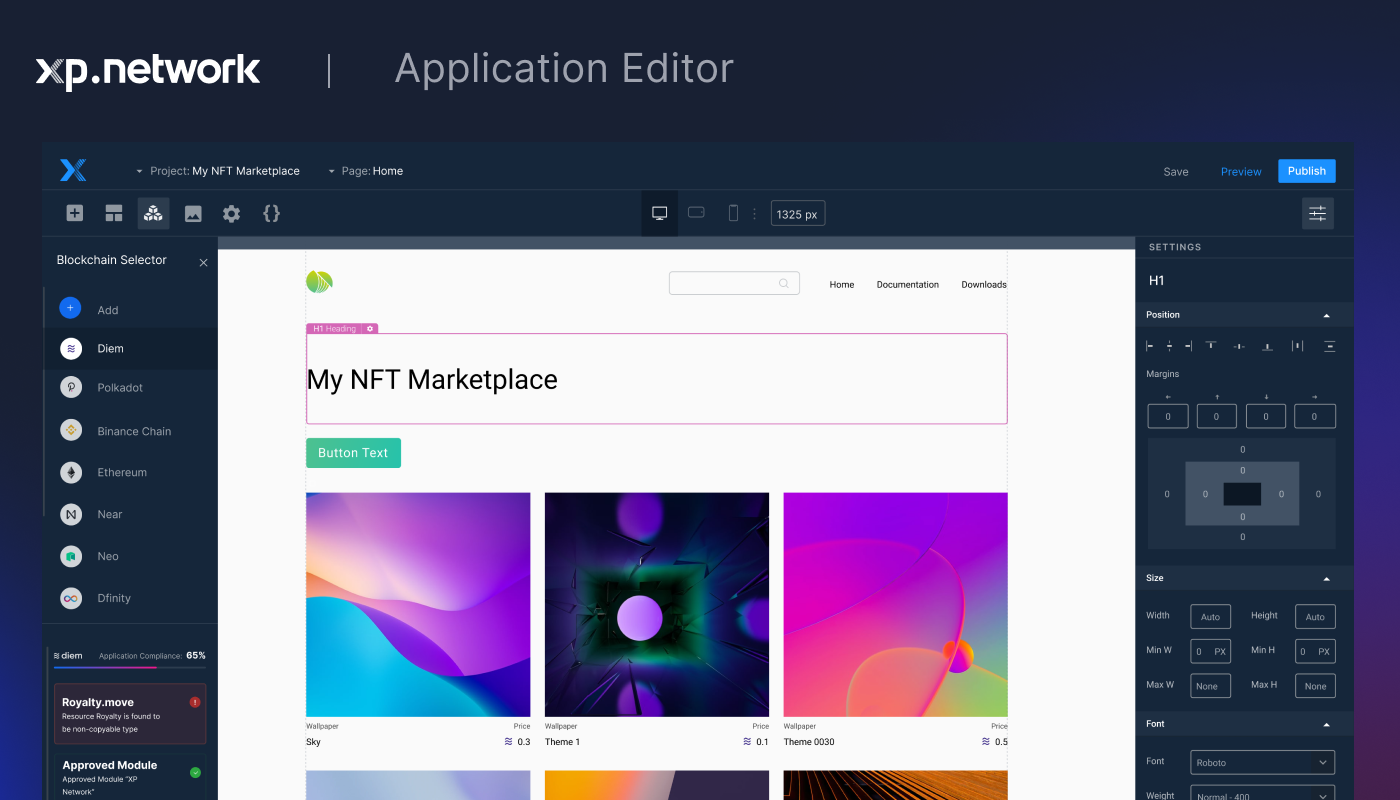 xp.network | Application Editor
Project: My NFT Marketplace
Page: Home
Save
Preview
Publish
{}
1325 px
Blockchain Selector
Add
Diem
Polkadot
Binance Chain
Ethereum
Near
Neo
Dfinity
diem
Application Compliance: 65%
Royalty.move
Resource Royalty is found to
be non-copyable type
Approved Module
Approved Module "XP
Network"
Home
Documentation
Downloads
H1 Heading
My NFT Marketplace
Button Text
Wallpaper
Price
Sky
0.3
Wallpaper
Price
Theme 1
0.1
Wallpaper
Price
Theme 0030
0.5
SETTINGS
H1
Position
Margins
0 0 0 0
0
0
0 0 0 0
0
0
Size
Width Auto Height Auto
Min W 0 PX Min H 0 PX
Max W None Max H None
Font
Font Roboto
Weight Normal - 400